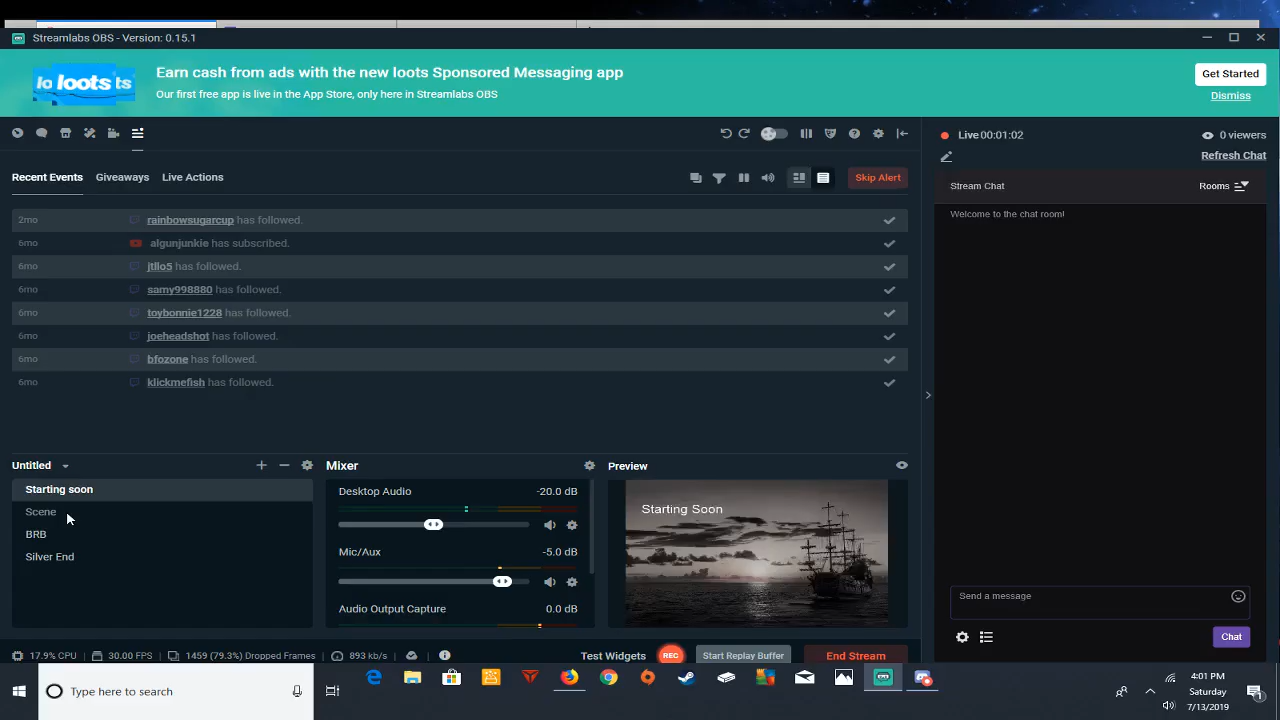 Streamlabs OBS - Version: 0.15.1
loots
Earn cash from ads with the new loots Sponsored Messaging app
Our first free app is live in the App Store, only here in Streamlabs OBS
Get Started
Dismiss
Live 00:01:02
0 viewers
Refresh Chat
Recent Events
Giveaways
Live Actions
Skip Alert
Stream Chat
Rooms
Welcome to the chat room!
2mo rainbowsugarcup has followed.
6mo algunjunkie has subscribed.
6mo jtllo5 has followed.
6mo samy998880 has followed.
6mo toybonnie1228 has followed.
6mo joeheadshot has followed.
6mo bfozone has followed.
6mo klickmefish has followed.
Untitled
Starting soon
Scene
BRB
Silver End
Mixer
Desktop Audio -20.0 dB
Mic/Aux -5.0 dB
Audio Output Capture 0.0 dB
Preview
Starting Soon
Send a message
Chat
17.9% CPU
30.00 FPS
1459 (79.3%) Dropped Frames
893 kb/s
Test Widgets
REC
Start Replay Buffer
End Stream
Type here to search
4:01 PM
Saturday
7/13/2019
1